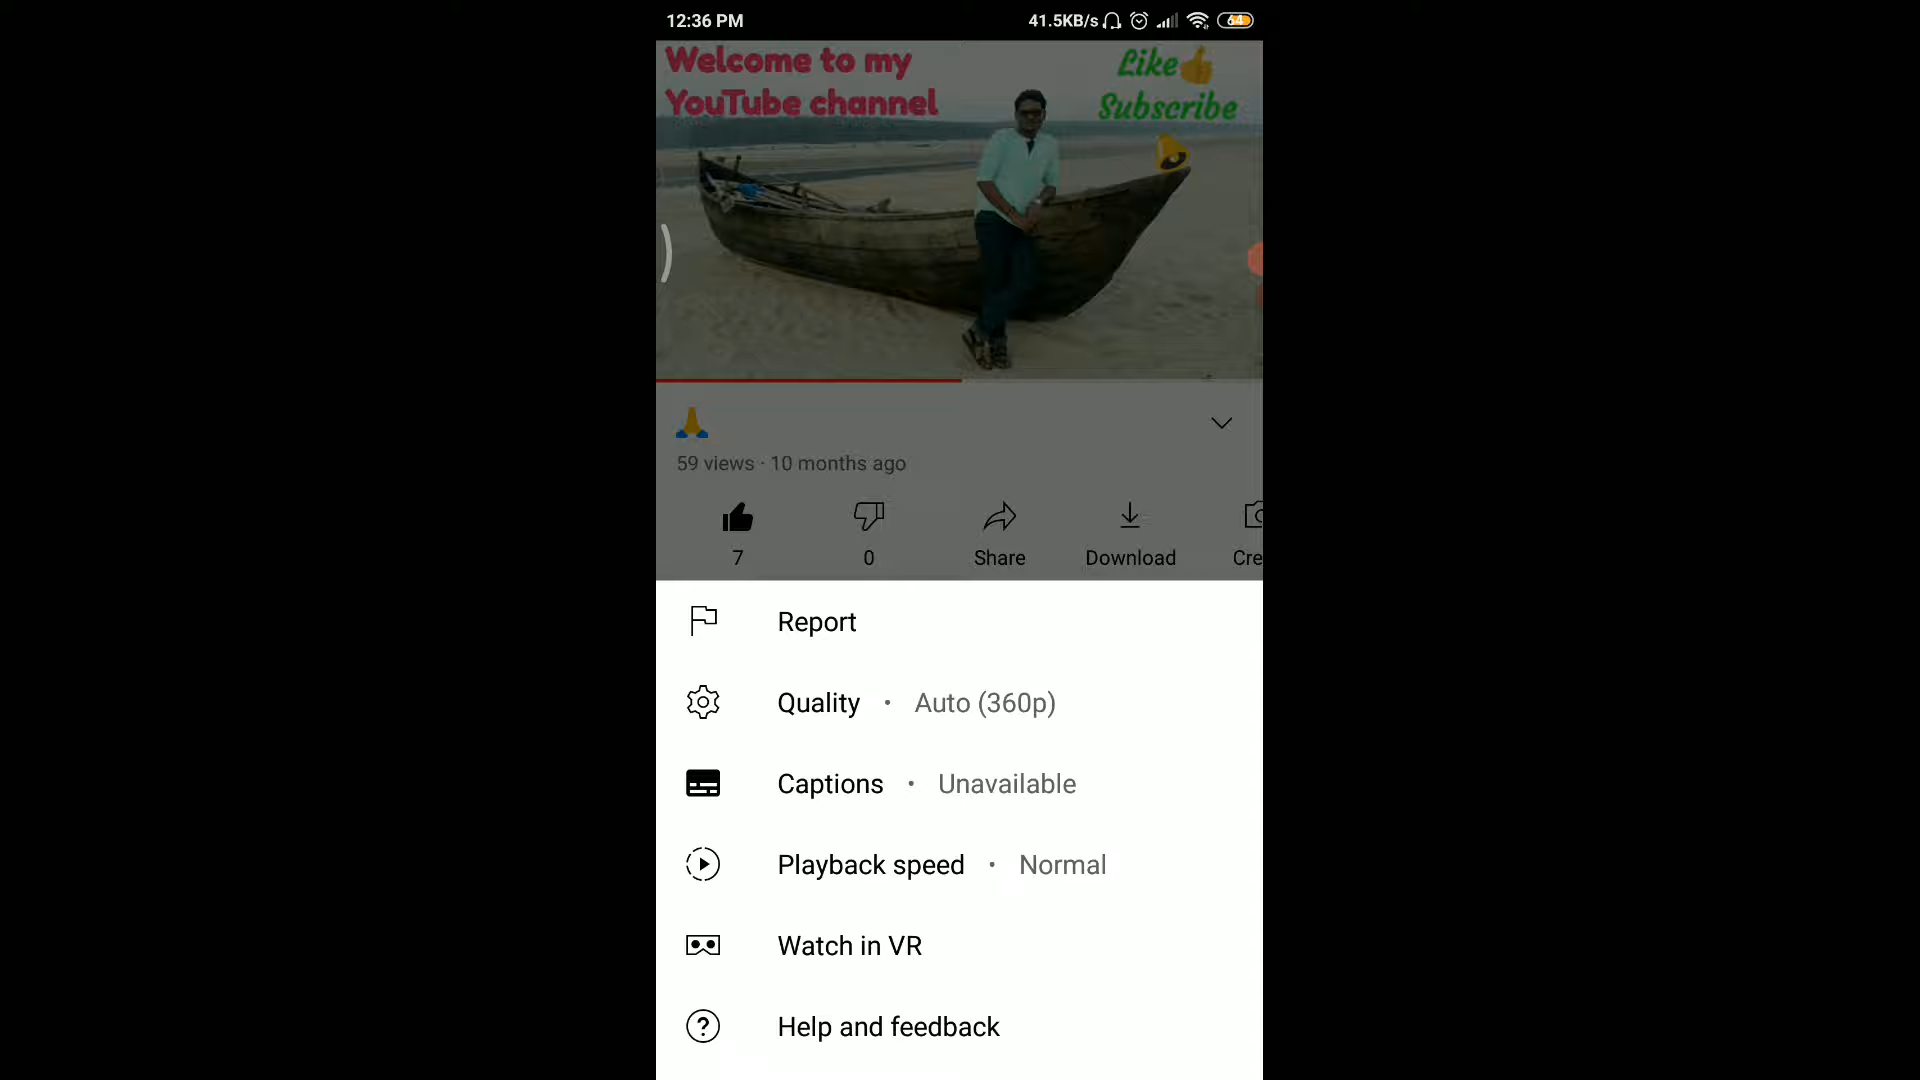 12:36 PM 41.5KB/s 64
Welcome to my
YouTube channel
Like
Subscribe
59 views · 10 months ago
7
0
Share
Download
Cre
Report
Quality · Auto (360p)
Captions · Unavailable
Playback speed · Normal
Watch in VR
Help and feedback